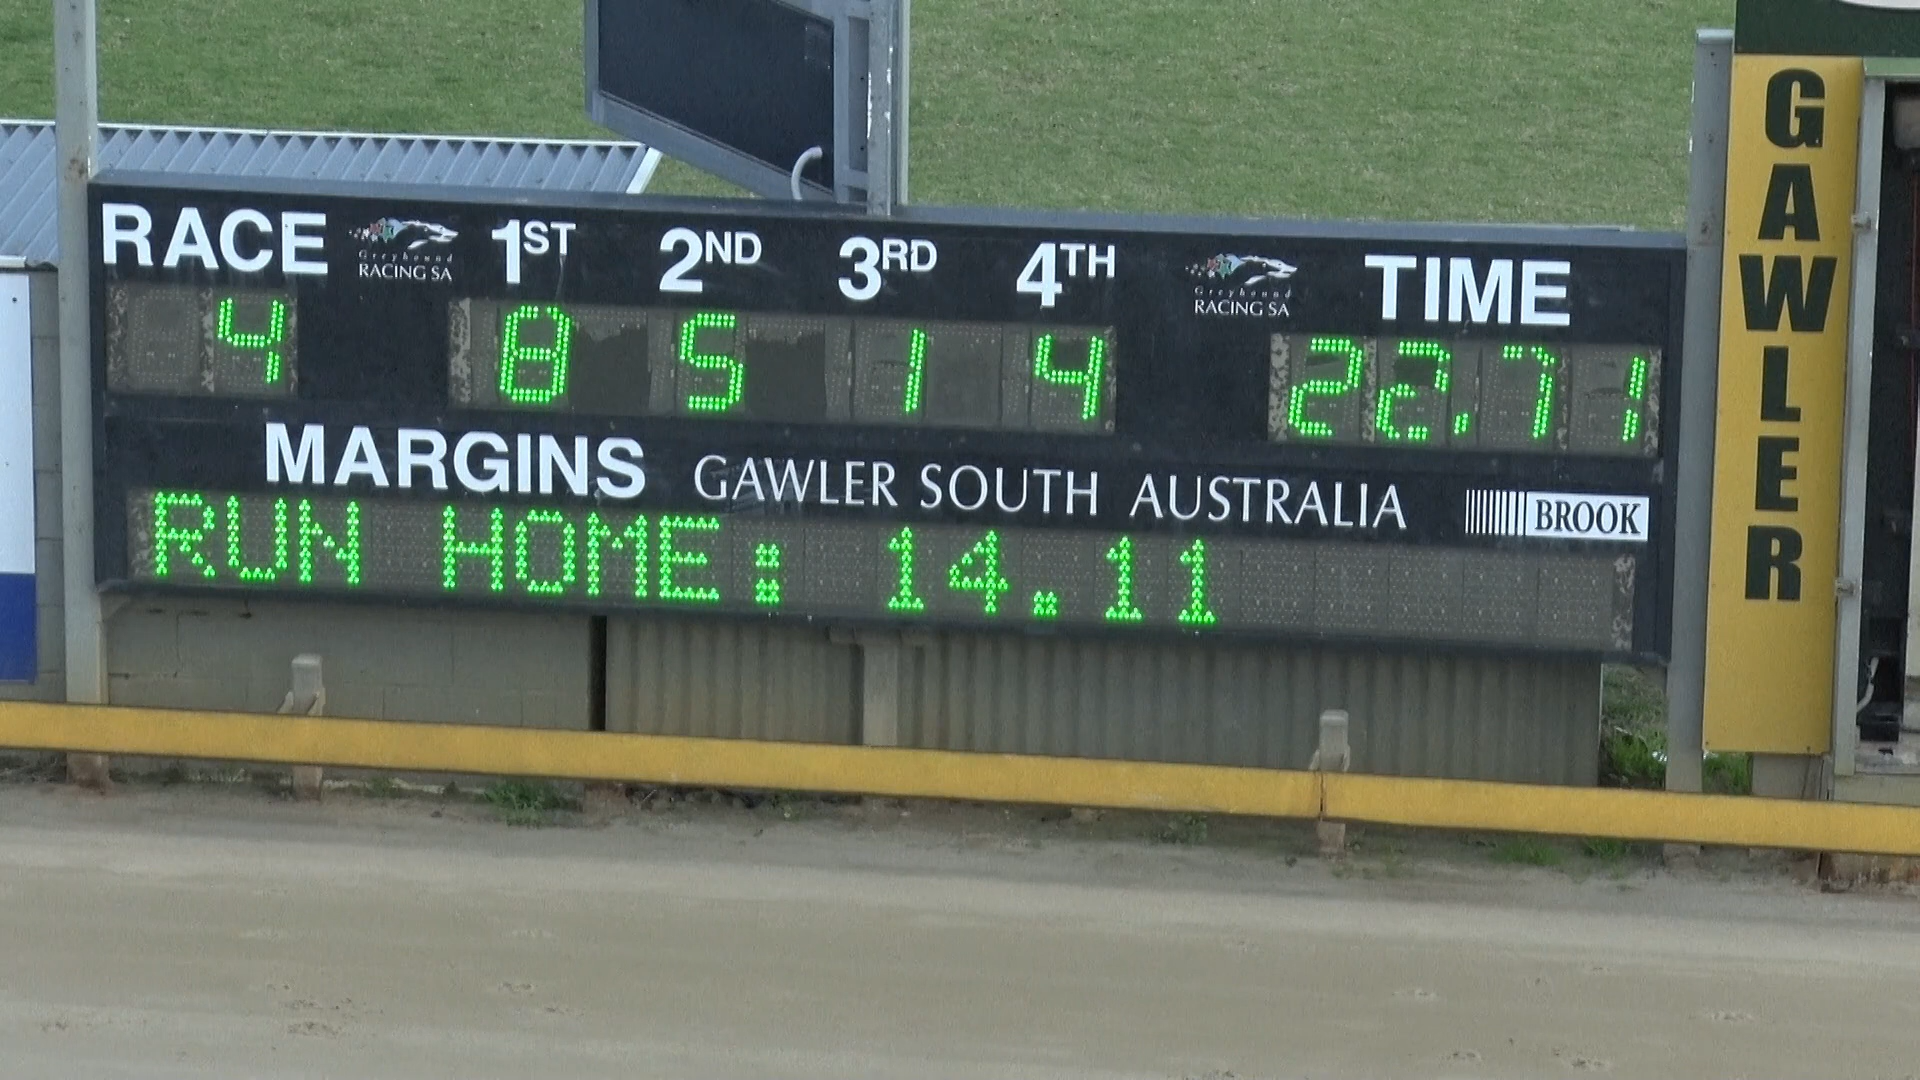 RACE 1ST 2ND 3RD 4TH TIME
Greyhound RACING SA Greyhound RACING SA
4 8 5 1 4 22.71
MARGINS GAWLER SOUTH AUSTRALIA BROOK
RUN HOME: 14.11
GAWLER